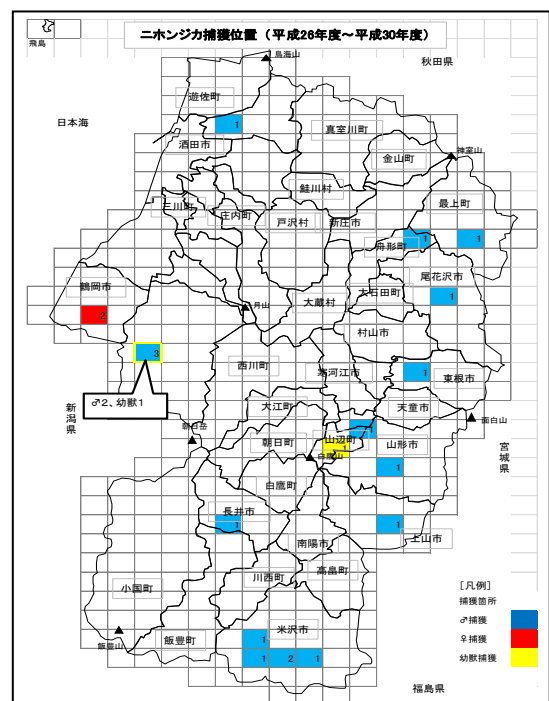 ニホンジカ捕獲位置（平成26年度～平成30年度）
飛島
鳥海山
秋田県
遊佐町
日本海
1
真室川町
酒田市
金山町
神室山
鮭川村
最上町
三川町
庄内町
戸沢村
新庄市
舟形町
1
1
尾花沢市
鶴岡市
大石田町
1
月山
大蔵村
2
村山市
3
西川町
寒河江市
1
東根市
♂2、幼獣1
新潟県
大江町
天童市
面白山
朝日岳
朝日町
山辺町
1
山形市
宮城県
1
白鷹山
1
白鷹町
長井市
1
1
上山市
南陽市
高畠町
川西町
小国町
［凡例］
捕獲箇所
米沢市
♂捕獲
飯豊山
飯豊町
1
♀捕獲
1
2
1
幼獣捕獲
福島県